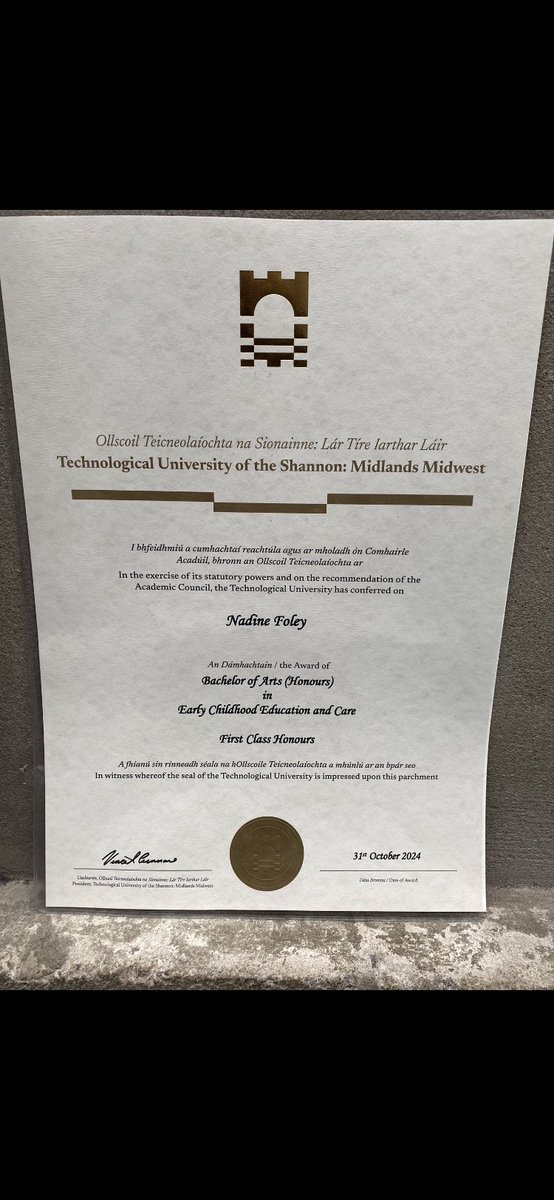 Ollscoil Teicneolaíochta na Sionainne: Lár Tíre Iarthar Láir
Technological University of the Shannon: Midlands Midwest
I bhfeidhmiú a cumhachtaí reachtúla agus ar mholadh ón Comhairle
Acadúil, bhronn an Ollscoil Teicneolaíochta ar
In the exercise of its statutory powers and on the recommendation of the
Academic Council, the Technological University has conferred on
Nadine Foley
An Dámhachtain / the Award of
Bachelor of Arts (Honours)
in
Early Childhood Education and Care
First Class Honours
A fhianú sin rinneadh séala na hOllscoile Teicneolaíochta a mhúnlú ar an bpár seo
In witness whereof the seal of the Technological University is impressed upon this parchment
31st October 2024
Uachtarán, Ollscoil Teicneolaíochta na Sionainne: Lár Tíre Iarthar Láir
President, Technological University of the Shannon: Midlands Midwest
Dáta Bronnta / Date of Award